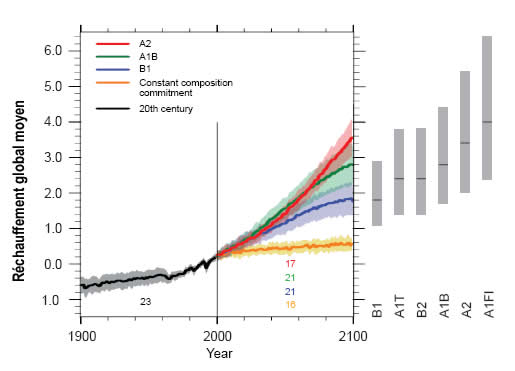 Réchauffement global moyen
6.0
5.0
4.0
3.0
2.0
1.0
0.0
1.0
A2
A1B
B1
Constant composition
commitment
20th century
23
17
21
21
16
1900
2000
2100
Year
B1
A1T
B2
A1B
A2
A1FI